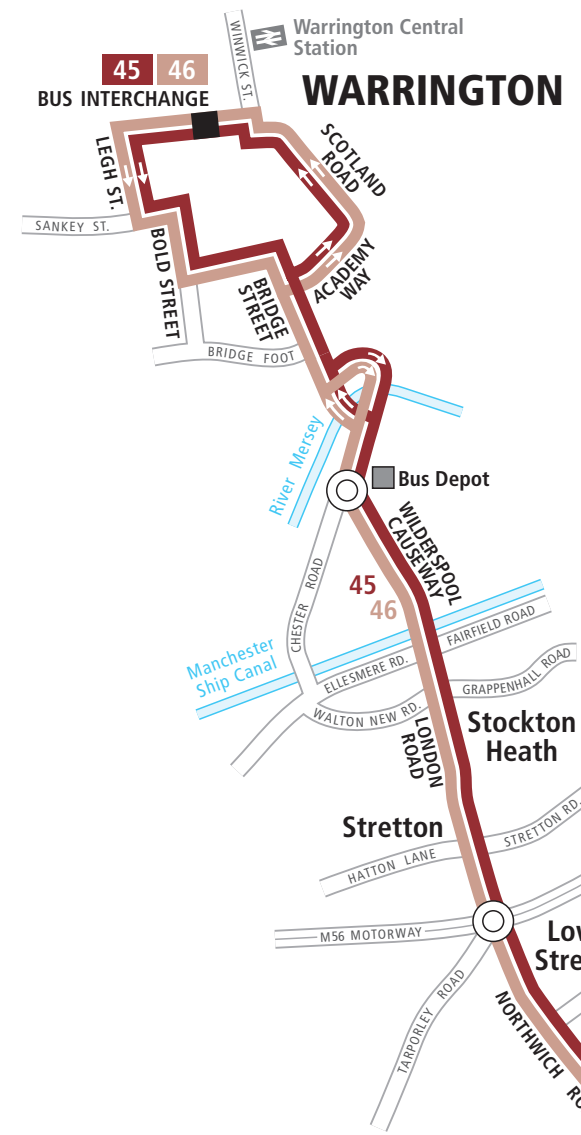 WINWICK ST.
Warrington Central
Station
45 46
BUS INTERCHANGE
WARRINGTON
SCOTLAND
ROAD
LEGH ST.
SANKEY ST.
BOLD STREET
BRIDGE
STREET
ACADEMY
WAY
BRIDGE FOOT
River Mersey
Bus Depot
WILDERSPOOL
CAUSEWAY
45
46
CHESTER ROAD
Manchester
Ship Canal
FAIRFIELD ROAD
ELLESMERE RD.
GRAPPENHALL ROAD
WALTON NEW RD.
LONDON
ROAD
Stockton
Heath
Stretton
STRETTON RD.
HATTON LANE
M56 MOTORWAY
Lov
Stre
TARPORLEY ROAD
NORTHWICH RO